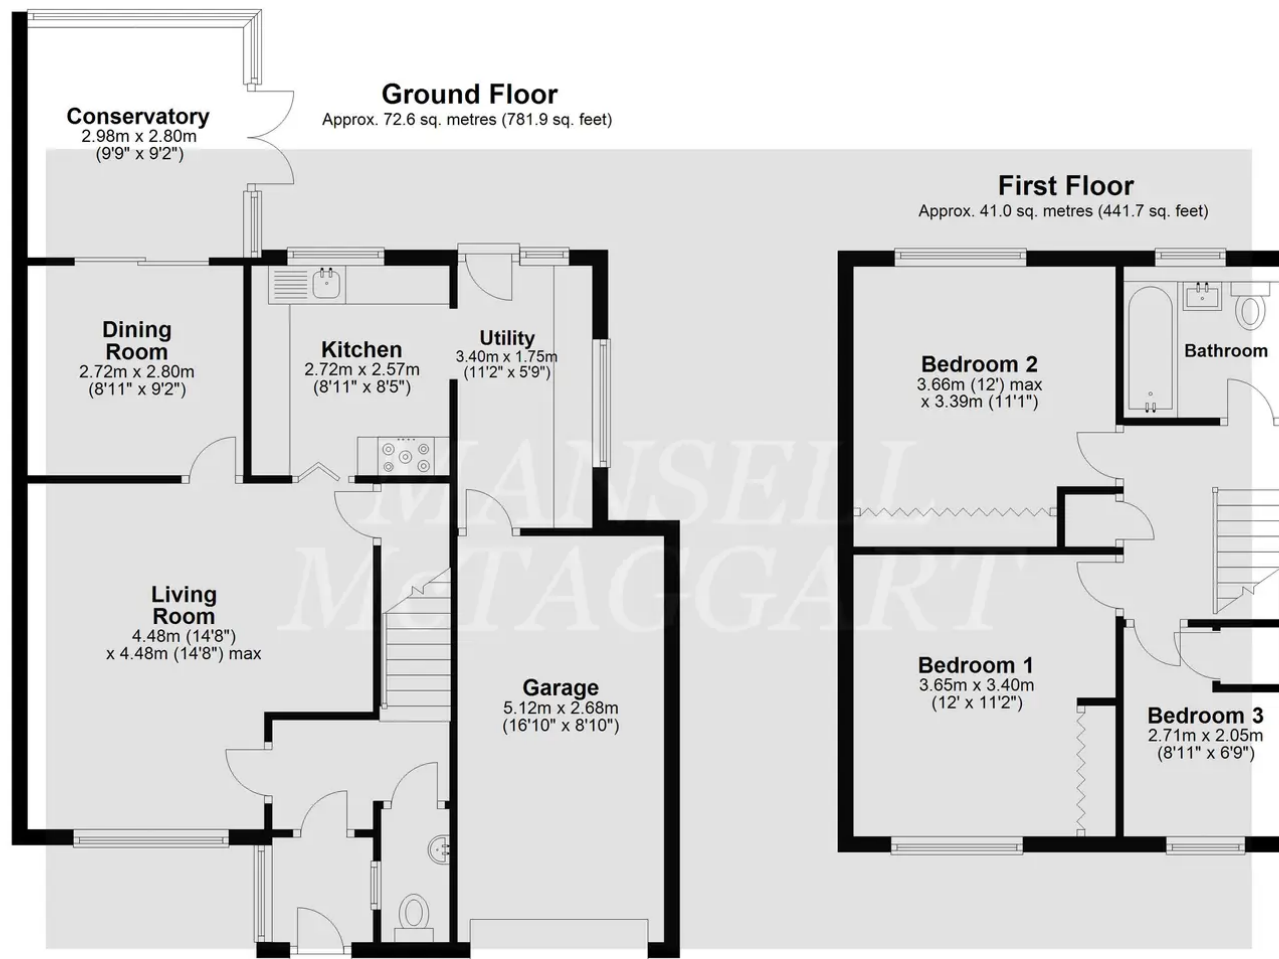 Ground Floor
Approx. 72.6 sq. metres (781.9 sq. feet)
Conservatory
2.98m x 2.80m
(9'9" x 9'2")
Dining
Room
2.72m x 2.80m
(8'11" x 9'2")
Kitchen
2.72m x 2.57m
(8'11" x 8'5")
Utility
3.40m x 1.75m
(11'2" x 5'9")
Living
Room
4.48m (14'8")
x 4.48m (14'8") max
Garage
5.12m x 2.68m
(16'10" x 8'10")
First Floor
Approx. 41.0 sq. metres (441.7 sq. feet)
Bedroom 2
3.66m (12') max
x 3.39m (11'1")
Bathroom
Bedroom 1
3.65m x 3.40m
(12' x 11'2")
Bedroom 3
2.71m x 2.05m
(8'11" x 6'9")
MANSELL
McTAGGART